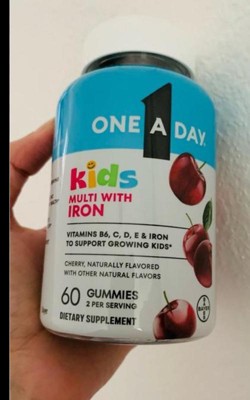 ONE A DAY
1
kids
MULTI WITH
IRON
VITAMINS B6, C, D, E & IRON
TO SUPPORT GROWING KIDS*
CHERRY, NATURALLY FLAVORED
WITH OTHER NATURAL FLAVORS
60 GUMMIES
2 PER SERVING
DIETARY SUPPLEMENT
BAYER